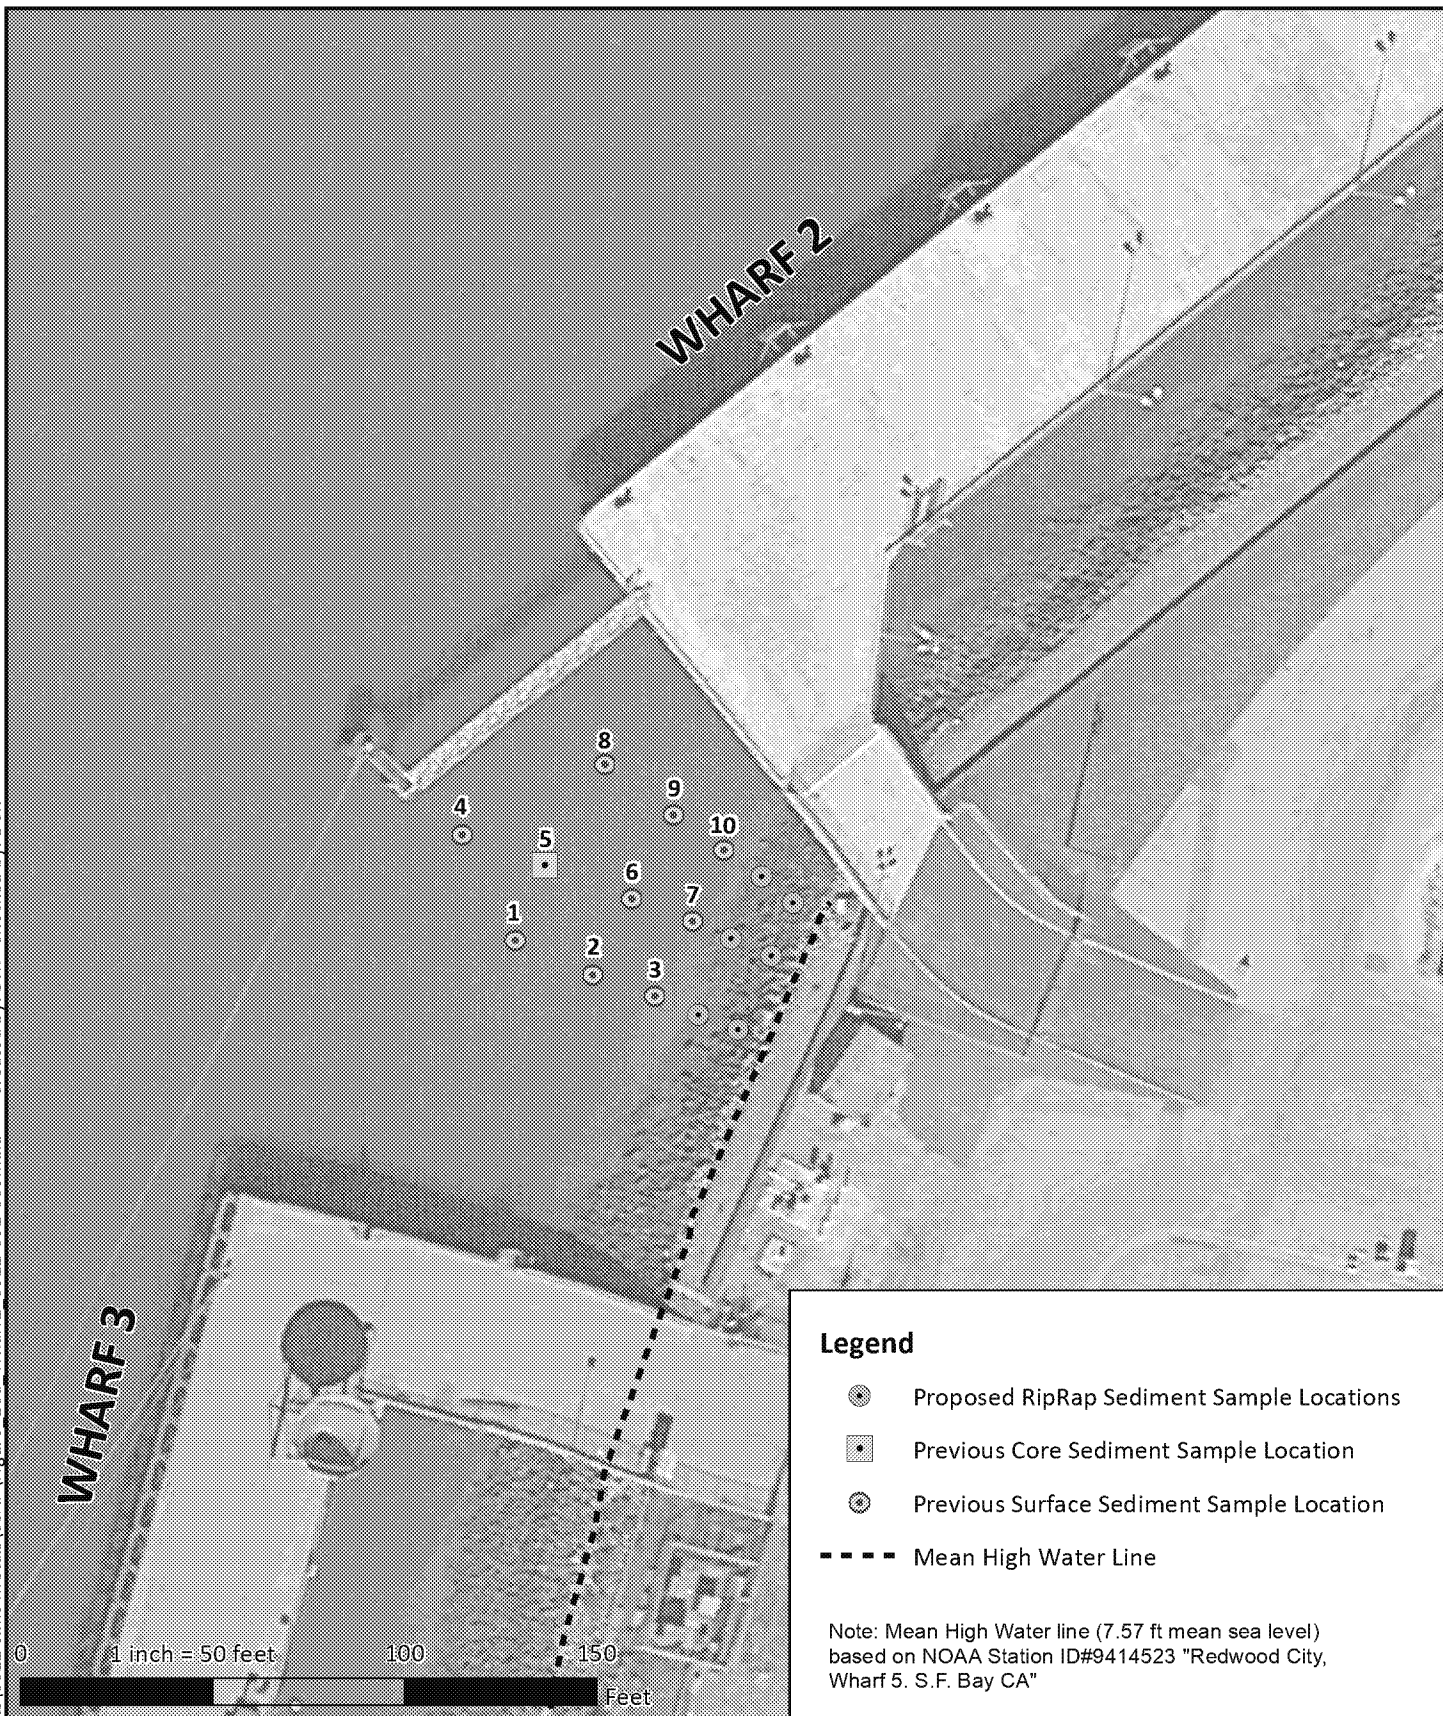 WHARF 2
8
9
4
10
5
6
7
1
2
3
WHARF 3
Legend
Proposed RipRap Sediment Sample Locations
Previous Core Sediment Sample Location
Previous Surface Sediment Sample Location
Mean High Water Line
Note: Mean High Water line (7.57 ft mean sea level)
based on NOAA Station ID#9414523 "Redwood City,
Wharf 5. S.F. Bay CA"
0 1 inch = 50 feet 100 150
Feet